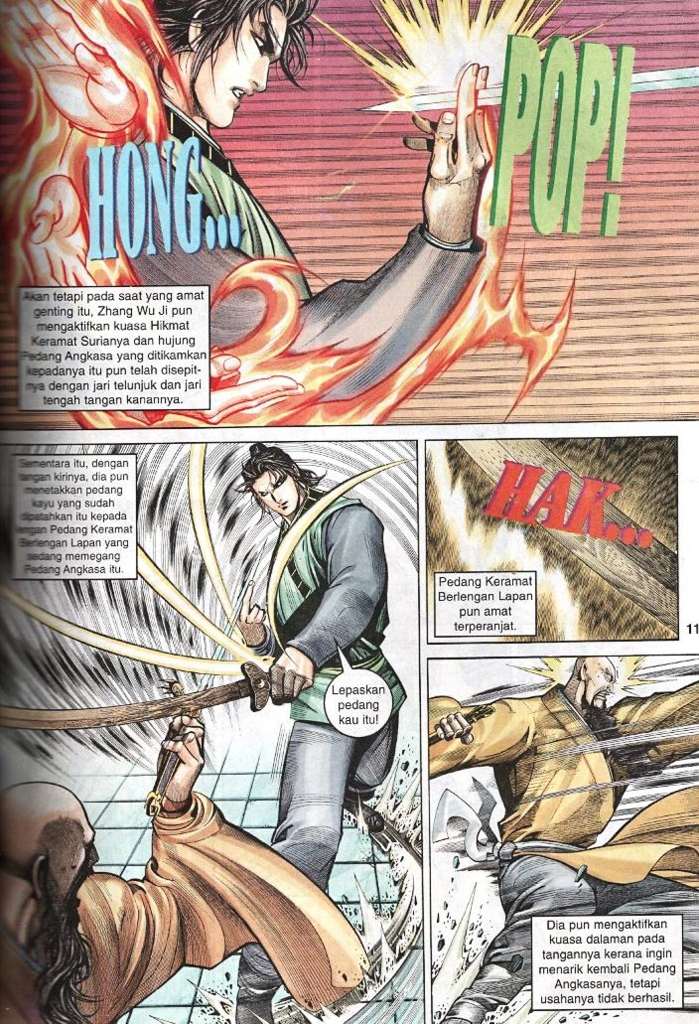 HONG...
POP!
Akan tetapi pada saat yang amat
genting itu, Zhang Wu Ji pun
mengaktifkan kuasa Hikmat
Keramat Surianya dan hujung
Pedang Angkasa yang ditikamkan
kepadanya itu pun telah disepit-
nya dengan jari telunjuk dan jari
tengah tangan kanannya.
Sementara itu, dengan
tangan kirinya, dia pun
menetakkan pedang
kayu yang sudah
dipatahkan itu kepada
lengan Pedang Keramat
Berlengan Lapan yang
sedang memegang
Pedang Angkasa itu.
Lepaskan
pedang
kau itu!
HAK...
Pedang Keramat
Berlengan Lapan
pun amat
terperanjat.
11
Dia pun mengaktifkan
kuasa dalaman pada
tangannya kerana ingin
menarik kembali Pedang
Angkasanya, tetapi
usahanya tidak berhasil.